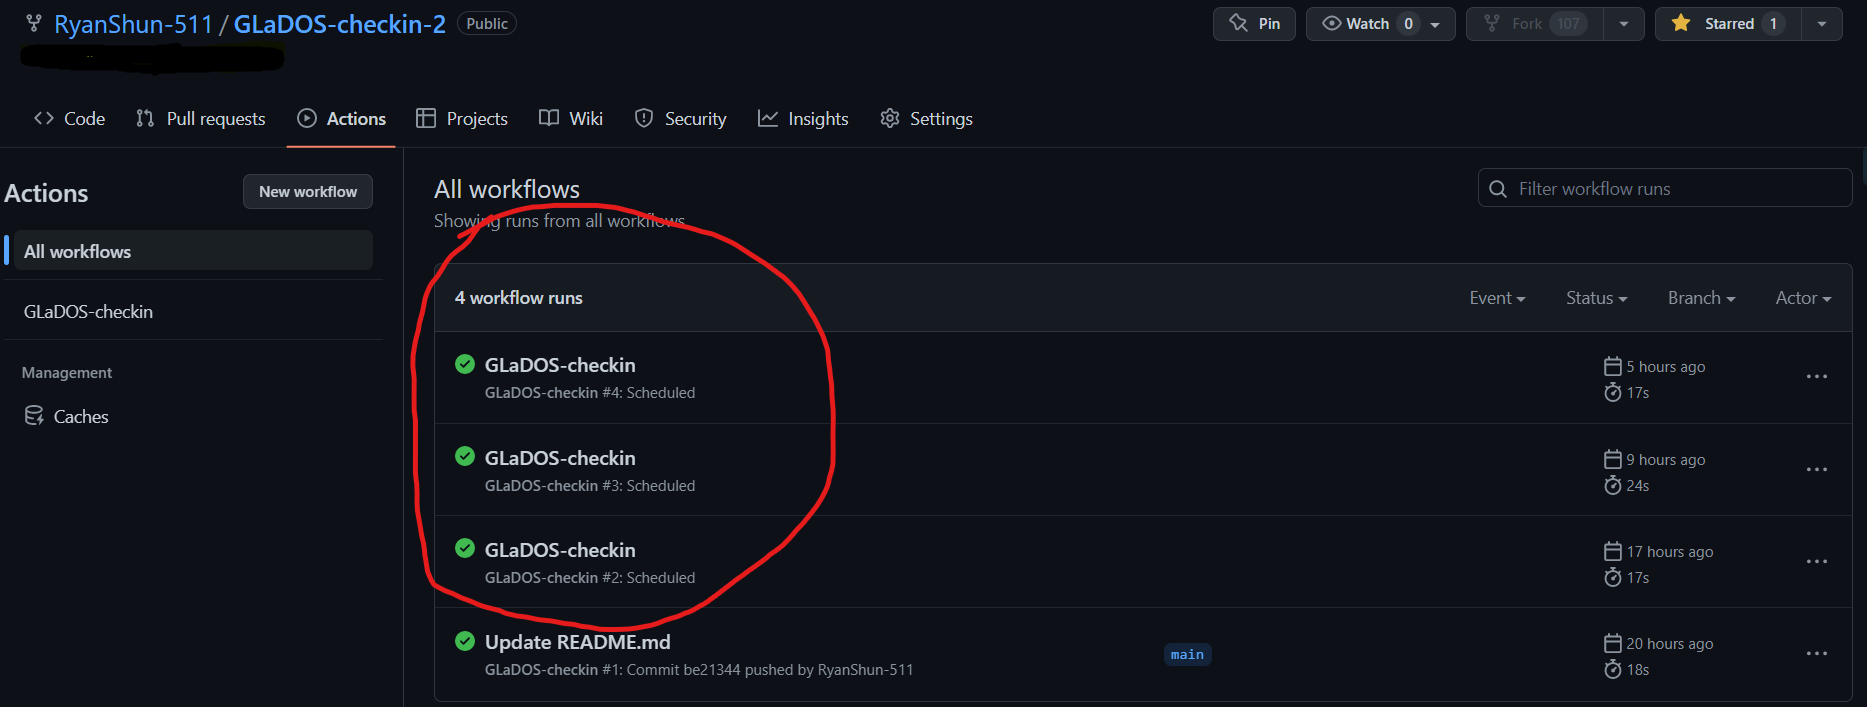 RyanShun-511 / GLaDOS-checkin-2 Public Pin Watch 0 Fork 107 Starred 1
Code Pull requests Actions Projects Wiki Security Insights Settings
Actions New workflow
All workflows
GLaDOS-checkin
Management
Caches
All workflows
Showing runs from all workflows
Filter workflow runs
4 workflow runs Event Status Branch Actor
GLaDOS-checkin
GLaDOS-checkin #4: Scheduled
5 hours ago
17s
GLaDOS-checkin
GLaDOS-checkin #3: Scheduled
9 hours ago
24s
GLaDOS-checkin
GLaDOS-checkin #2: Scheduled
17 hours ago
17s
Update README.md
GLaDOS-checkin #1: Commit be21344 pushed by RyanShun-511
main
20 hours ago
18s